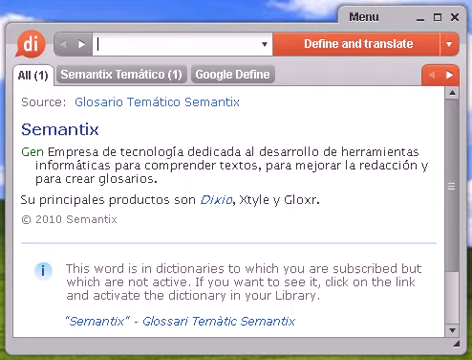 Menu
di
Define and translate
All (1) Semantix Temático (1) Google Define
Source: Glosario Temático Semantix
Semantix
Gen Empresa de tecnología dedicada al desarrollo de herramientas
informáticas para comprender textos, para mejorar la redacción y
para crear glosarios.
Su principales productos son Dixio, Xtyle y Gloxr.
© 2010 Semantix
i
This word is in dictionaries to which you are subscribed but
which are not active. If you want to see it, click on the link
and activate the dictionary in your Library.
"Semantix" - Glossari Temàtic Semantix